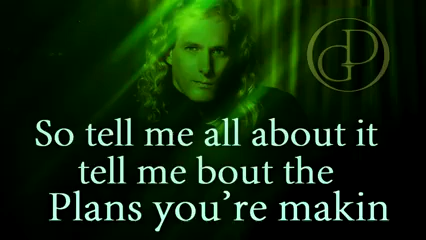 So tell me all about it
tell me bout the
Plans you're makin